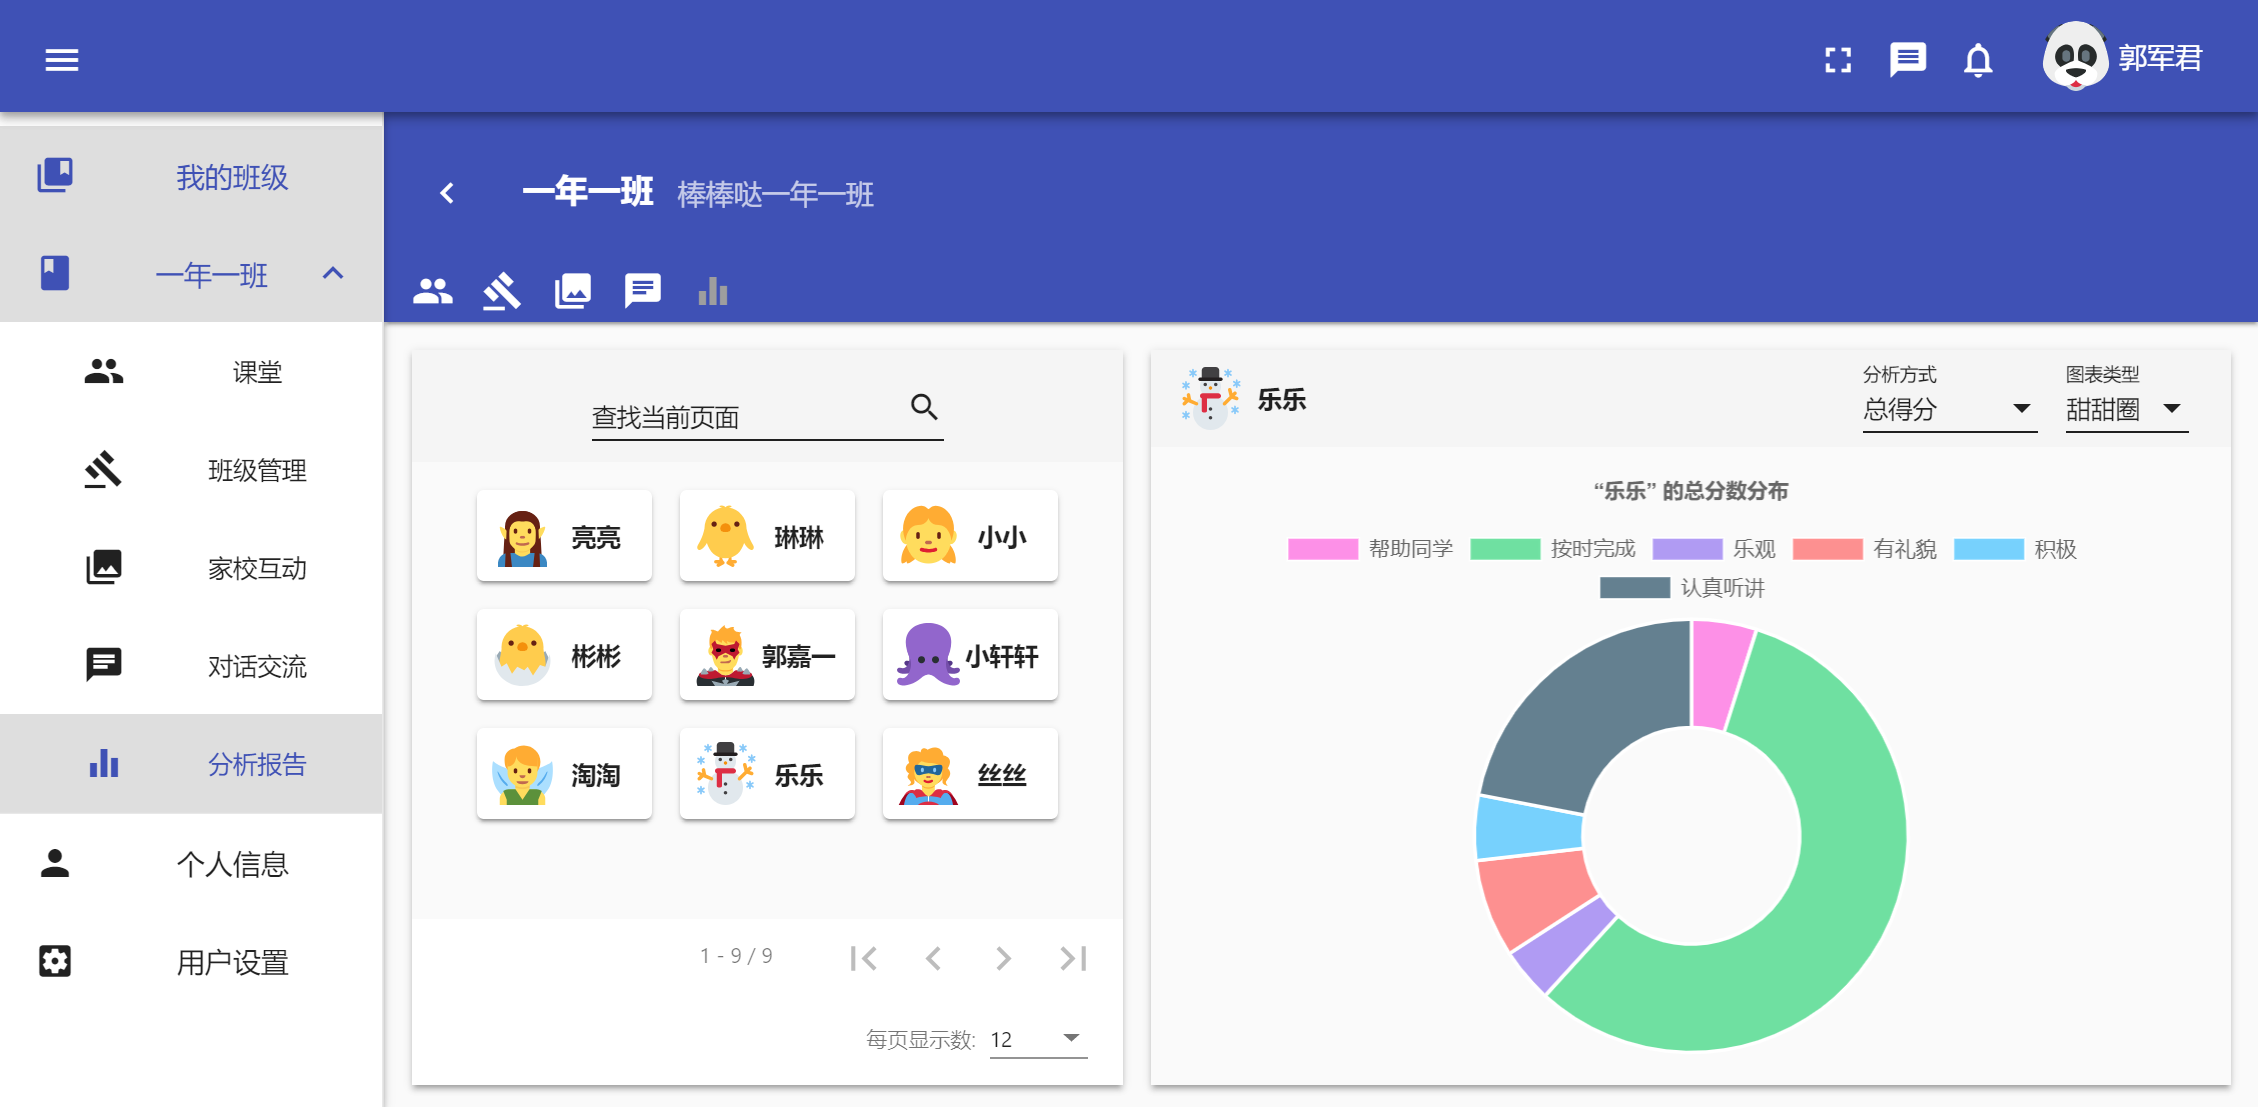 郭军君
我的班级
一年一班
课堂
班级管理
家校互动
对话交流
分析报告
个人信息
用户设置
一年一班 棒棒哒一年一班
查找当前页面
亮亮 琳琳 小小
彬彬 郭嘉一 小轩轩
淘淘 乐乐 丝丝
1 - 9 / 9
每页显示数: 12
乐乐
分析方式
总得分
图表类型
甜甜圈
“乐乐” 的总分数分布
帮助同学 按时完成 乐观 有礼貌 积极
认真听讲